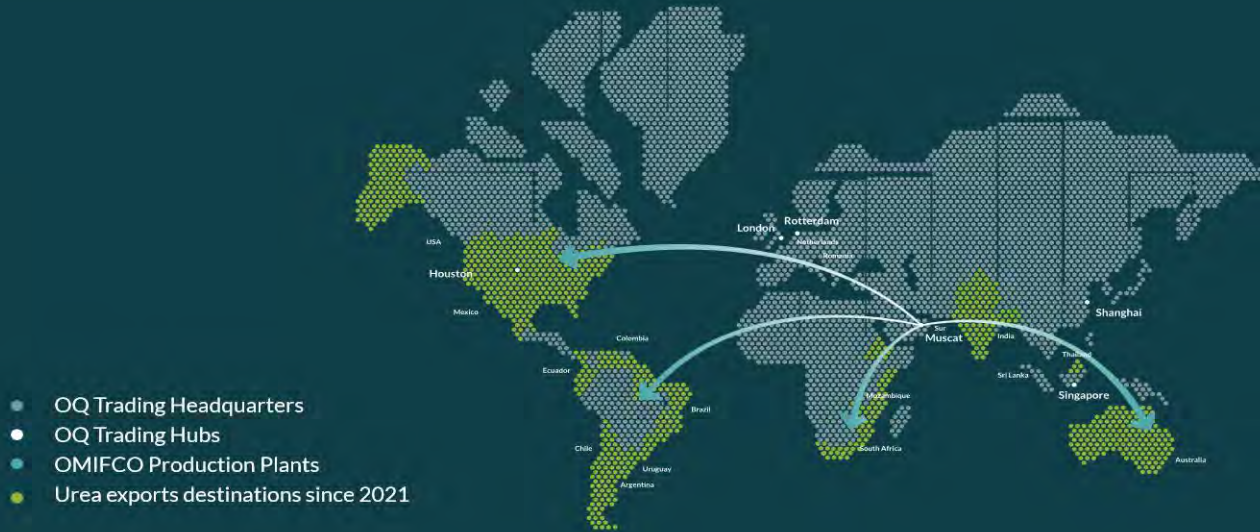 London
Rotterdam
Netherlands
Romania
USA
Houston
Mexico
Shanghai
Sur
Muscat
India
Colombia
Thailand
Ecuador
Sri Lanka
Singapore
Mozambique
Brazil
Chile
South Africa
Uruguay
Australia
Argentina
OQ Trading Headquarters
OQ Trading Hubs
OMIFCO Production Plants
Urea exports destinations since 2021